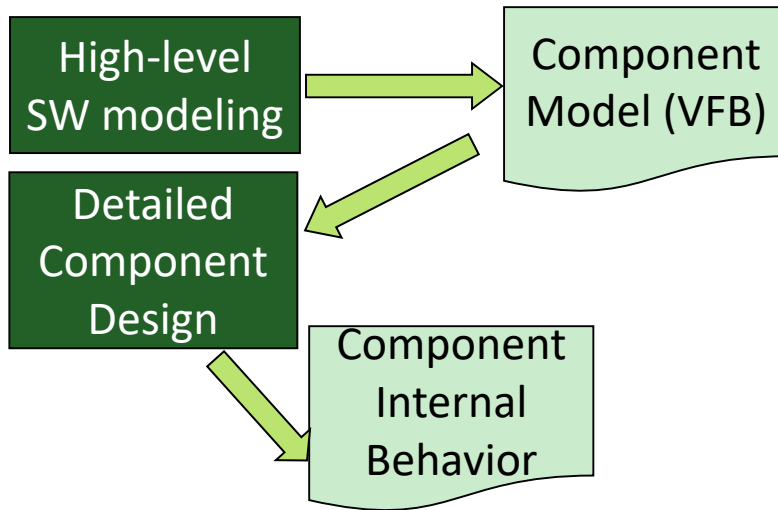 High-level
SW modeling
Component
Model (VFB)
Detailed
Component
Design
Component
Internal
Behavior